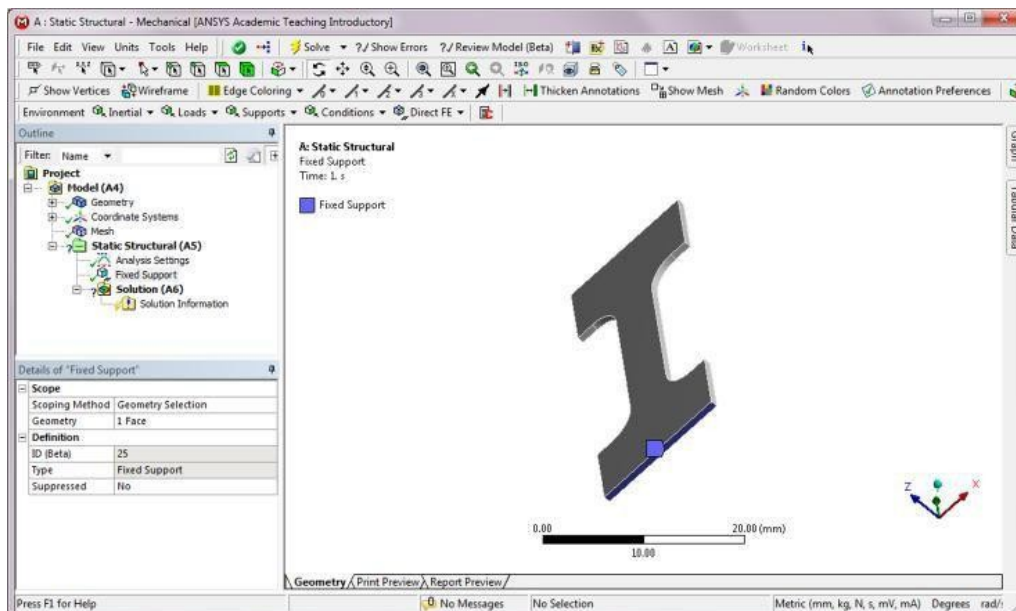 A : Static Structural - Mechanical [ANSYS Academic Teaching Introductory]
File Edit View Units Tools Help Solve ?/ Show Errors ?/ Review Model (Beta) A Worksheet i
Show Vertices Wireframe Edge Coloring Thicken Annotations Show Mesh Random Colors Annotation Preferences
Environment Inertial Loads Supports Conditions Direct FE
Outline
Filter: Name
Project
Model (A4)
Geometry
Coordinate Systems
Mesh
Static Structural (A5)
Analysis Settings
Fixed Support
Solution (A6)
Solution Information
Details of "Fixed Support"
Scope
Scoping Method Geometry Selection
Geometry 1 Face
Definition
ID (Beta) 25
Type Fixed Support
Suppressed No
A: Static Structural
Fixed Support
Time: 1. s
Fixed Support
Graph
Tabular Data
Z X
0.00 20.00 (mm)
10.00
Geometry Print Preview Report Preview
Press F1 for Help 0 No Messages No Selection Metric (mm, kg, N, s, mV, mA) Degrees rad/